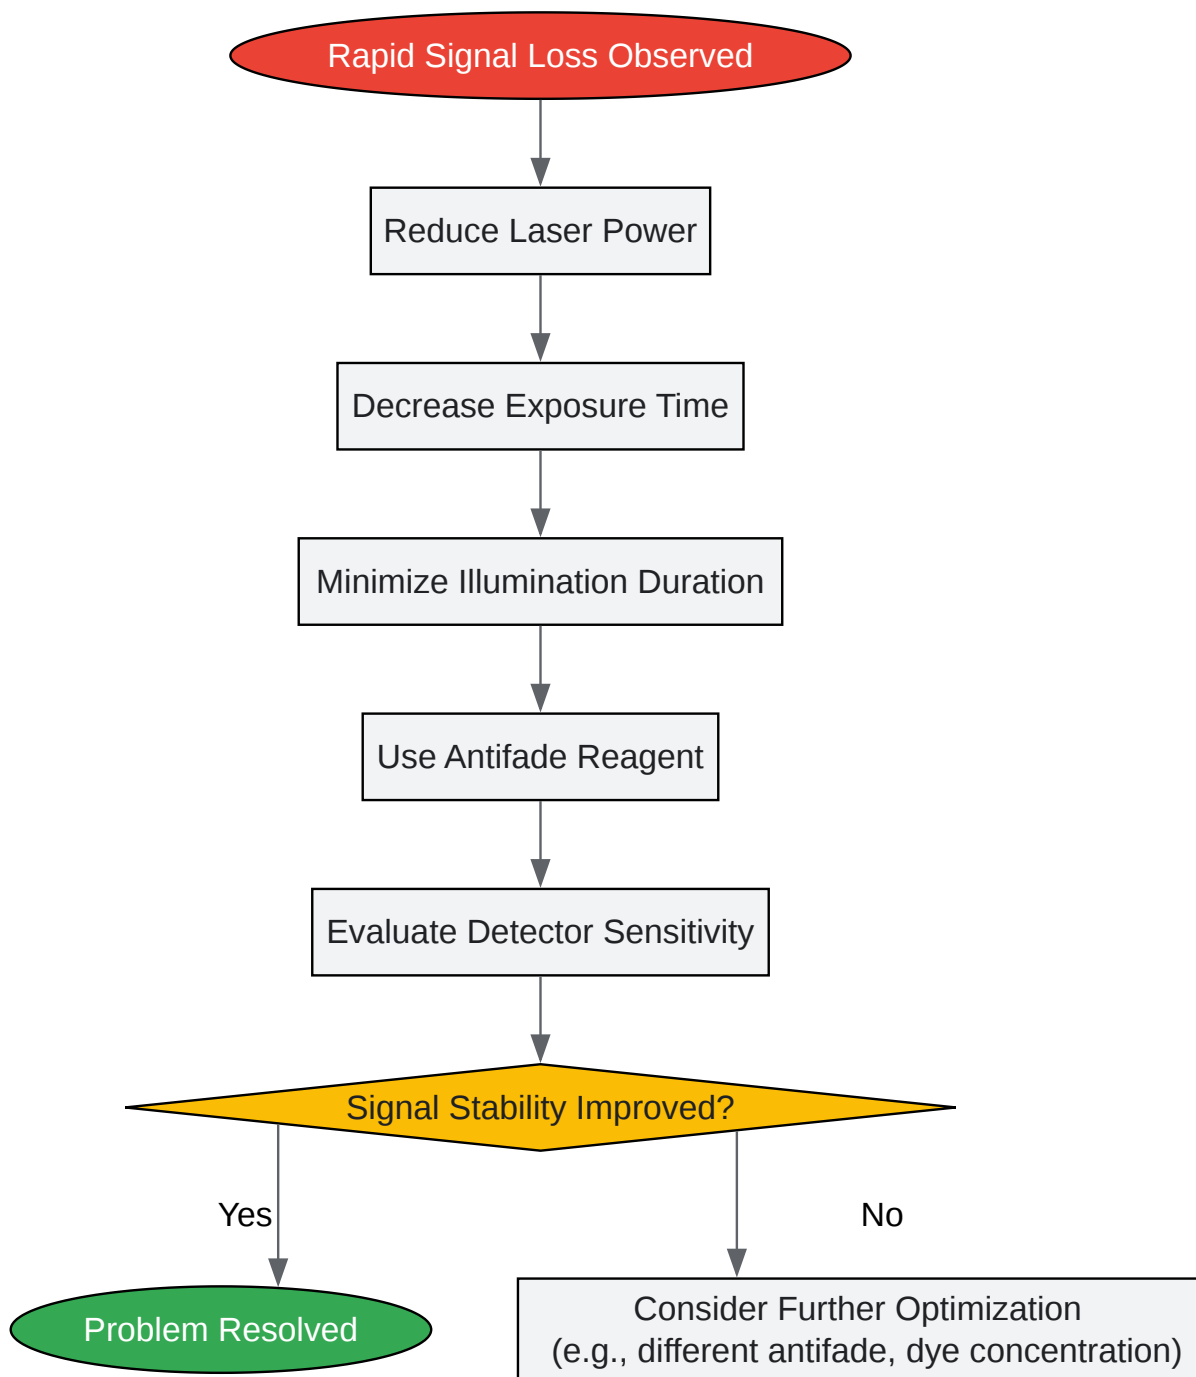 Rapid Signal Loss Observed
Reduce Laser Power
Decrease Exposure Time
Minimize Illumination Duration
Use Antifade Reagent
Evaluate Detector Sensitivity
Signal Stability Improved?
Yes
No
Problem Resolved
Consider Further Optimization
(e.g., different antifade, dye concentration)